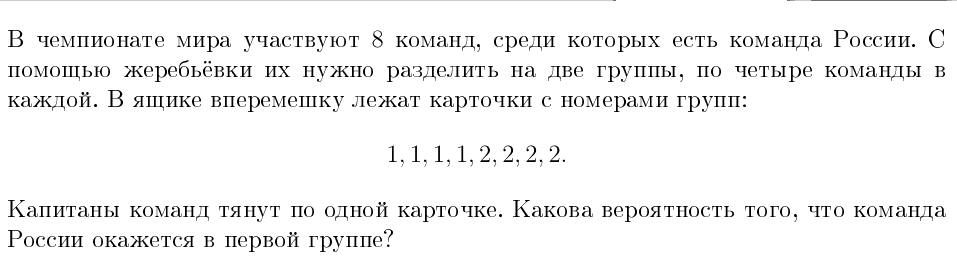 В чемпионате мира участвуют 8 команд, среди которых есть команда России. С
помощью жеребьёвки их нужно разделить на две группы, по четыре команды в
каждой. В ящике вперемешку лежат карточки с номерами групп:
1, 1, 1, 1, 2, 2, 2, 2.
Капитаны команд тянут по одной карточке. Какова вероятность того, что команда
России окажется в первой группе?